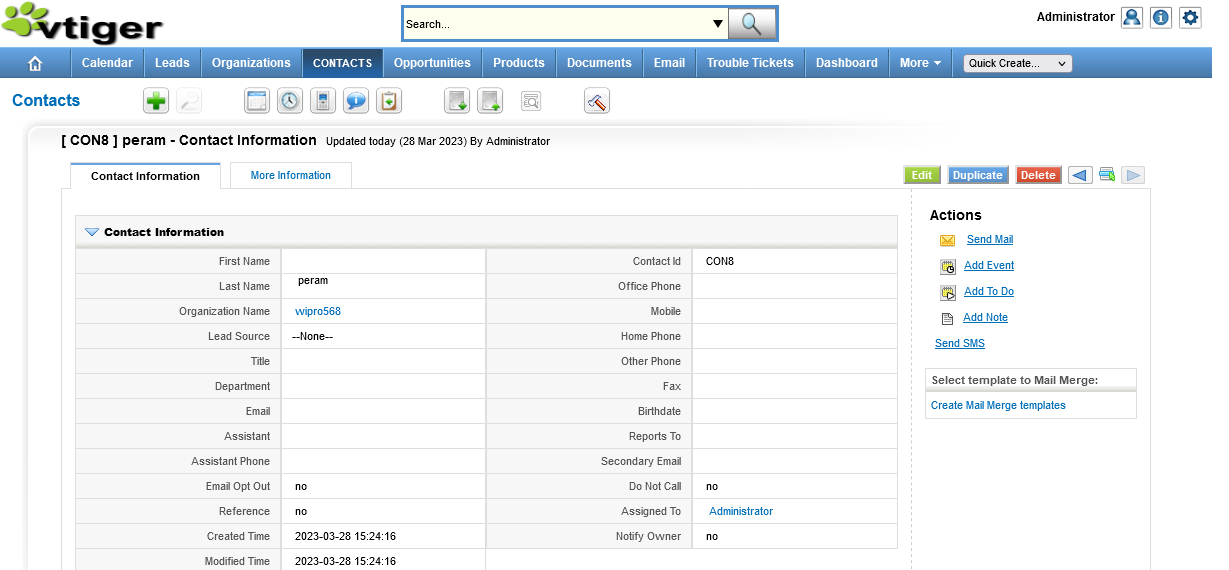 vtiger
Search...
Administrator
Calendar Leads Organizations CONTACTS Opportunities Products Documents Email Trouble Tickets Dashboard More Quick Create...
Contacts
[ CON8 ] peram - Contact Information Updated today (28 Mar 2023) By Administrator
Contact Information More Information Edit Duplicate Delete
Contact Information
First Name Contact Id CON8
Last Name peram Office Phone
Organization Name wipro568 Mobile
Lead Source --None-- Home Phone
Title Other Phone
Department Fax
Email Birthdate
Assistant Reports To
Assistant Phone Secondary Email
Email Opt Out no Do Not Call no
Reference no Assigned To Administrator
Created Time 2023-03-28 15:24:16 Notify Owner no
Modified Time 2023-03-28 15:24:16
Actions
Send Mail
Add Event
Add To Do
Add Note
Send SMS
Select template to Mail Merge:
Create Mail Merge templates